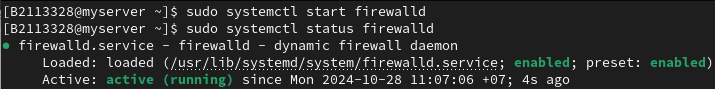 [B2113328@myserver ~]$ sudo systemctl start firewalld
[B2113328@myserver ~]$ sudo systemctl status firewalld
● firewalld.service - firewalld - dynamic firewall daemon
Loaded: loaded (/usr/lib/systemd/system/firewalld.service; enabled; preset: enabled)
Active: active (running) since Mon 2024-10-28 11:07:06 +07; 4s ago